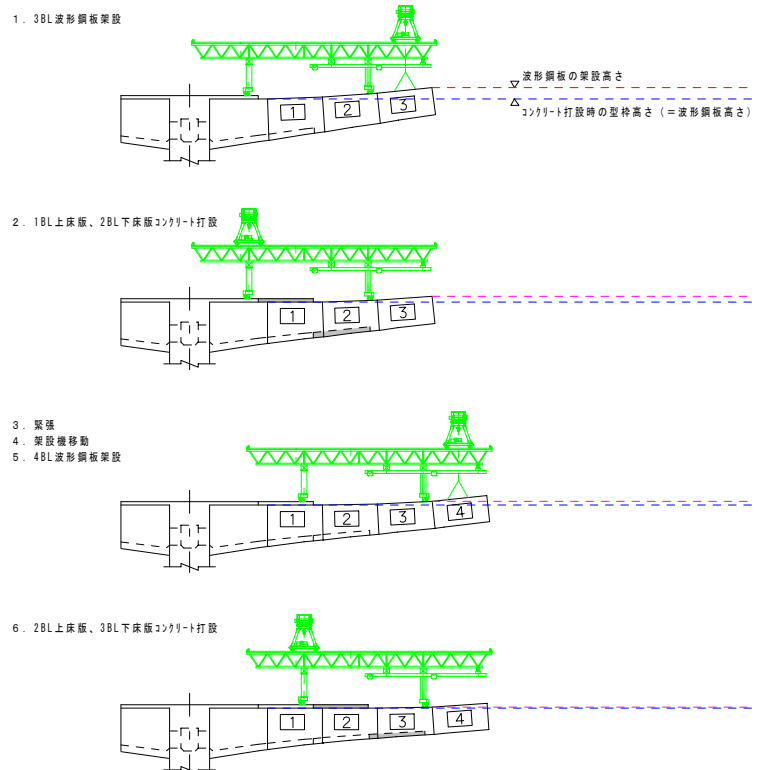 1. 3BL波形鋼板架設
波形鋼板の架設高さ
コンクリート打設時の型枠高さ（=波形鋼板高さ）
1 2 3
2. 1BL上床版、2BL下床版コンクリート打設
1 2 3
3. 緊張
4. 架設機移動
5. 4BL波形鋼板架設
1 2 3 4
6. 2BL上床版、3BL下床版コンクリート打設
1 2 3 4